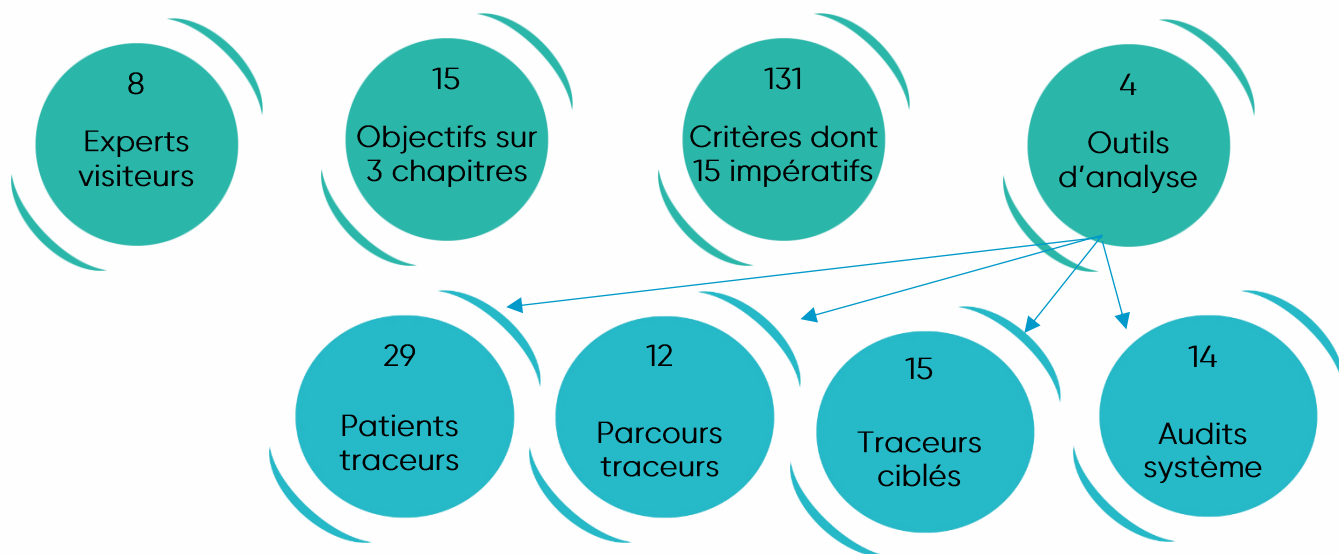 8
Experts
visiteurs
15
Objectifs sur
3 chapitres
131
Critères dont
15 impératifs
4
Outils
d'analyse
29
Patients
traceurs
12
Parcours
traceurs
15
Traceurs
ciblés
14
Audits
système